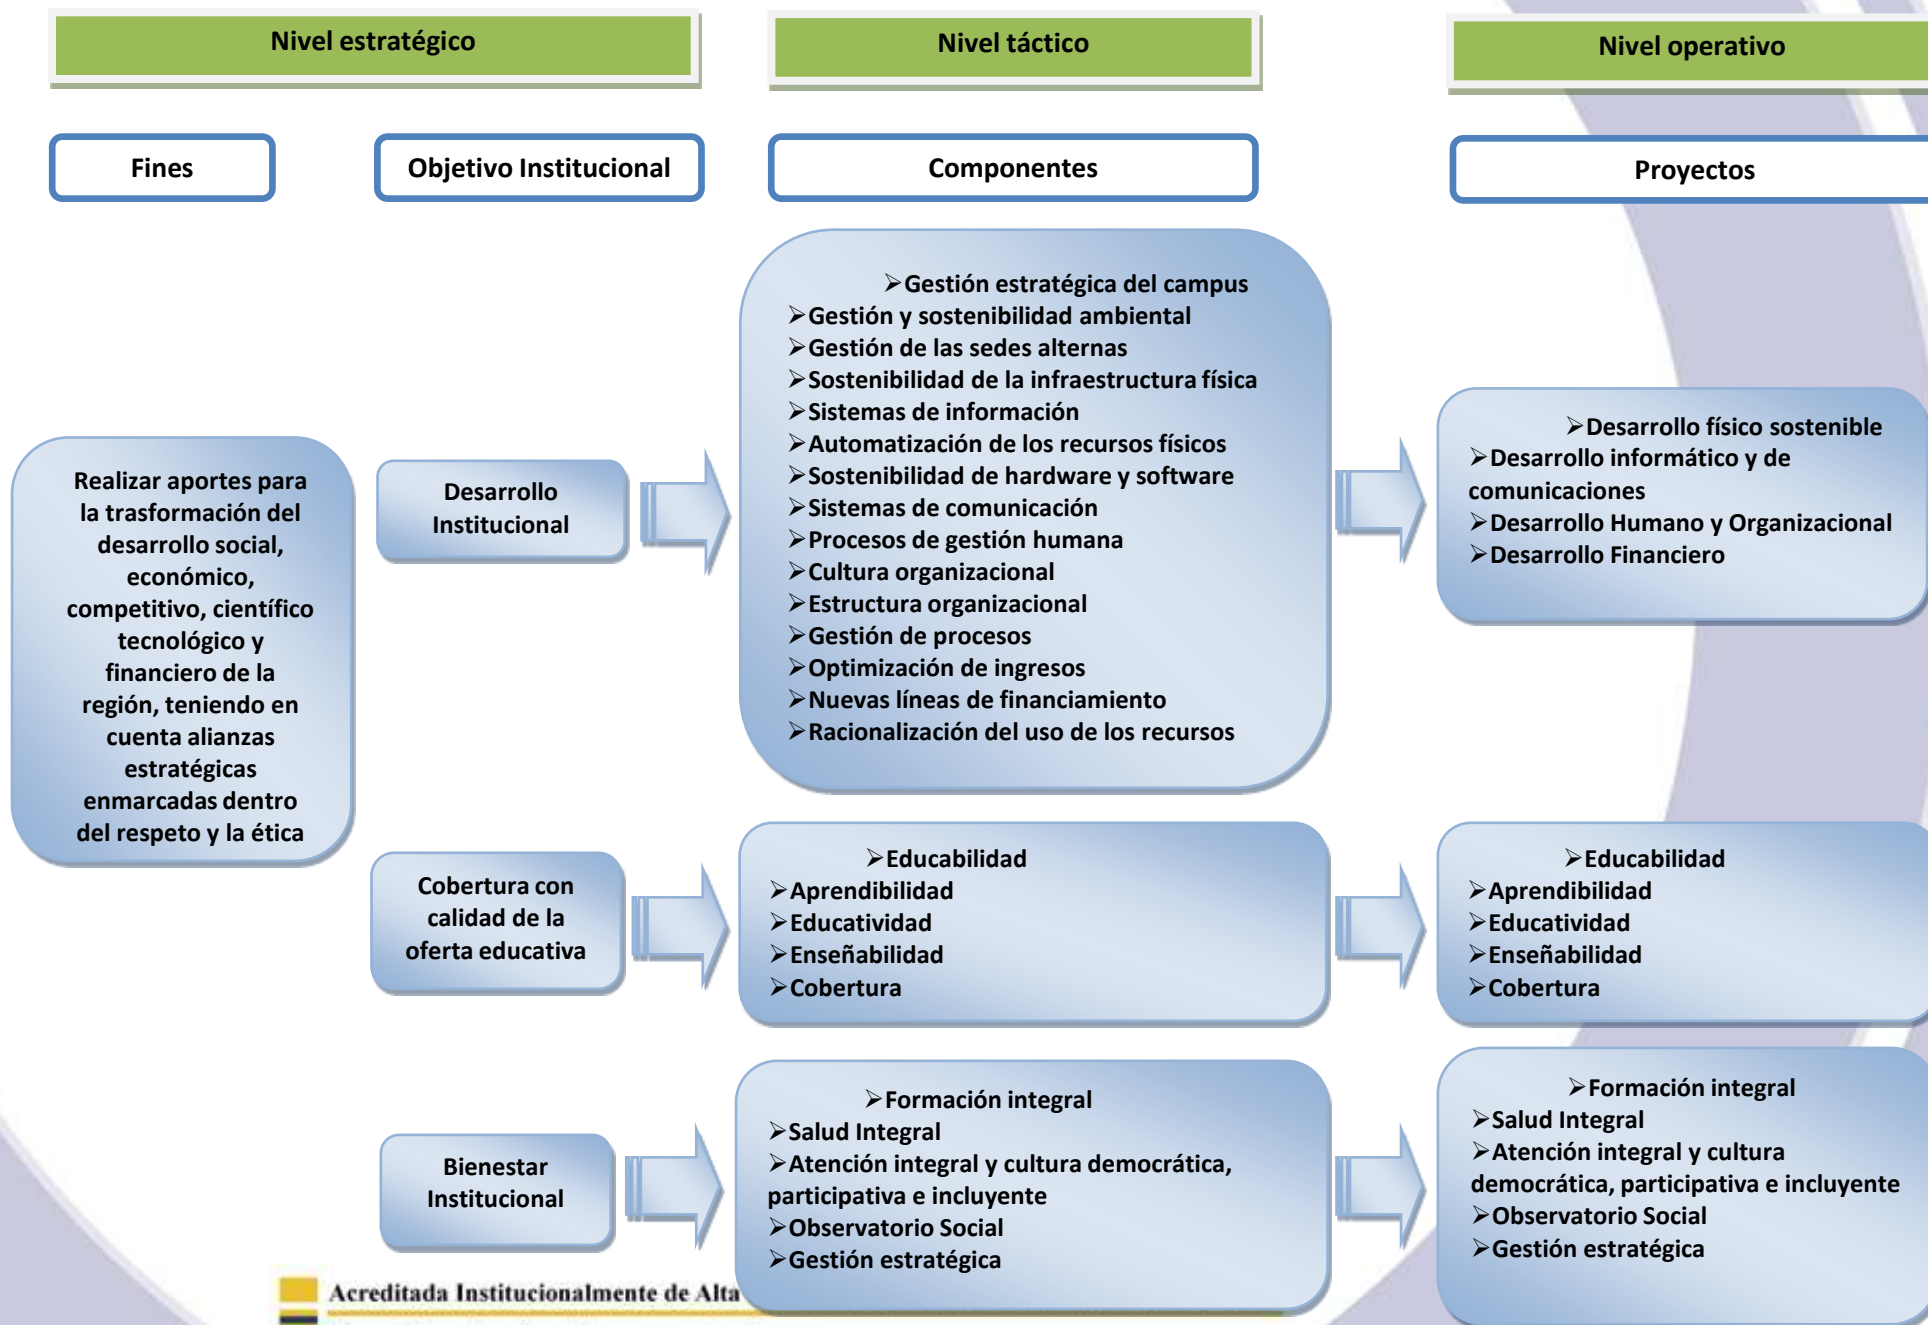 Nivel estratégico
Nivel táctico
Nivel operativo
Fines
Objetivo Institucional
Componentes
Proyectos
Realizar aportes para
la trasformación del
desarrollo social,
económico,
competitivo, científico
tecnológico y
financiero de la
región, teniendo en
cuenta alianzas
estratégicas
enmarcadas dentro
del respeto y la ética
Desarrollo
Institucional
➢Gestión estratégica del campus
➢Gestión y sostenibilidad ambiental
➢Gestión de las sedes alternas
➢Sostenibilidad de la infraestructura física
➢Sistemas de información
➢Automatización de los recursos físicos
➢Sostenibilidad de hardware y software
➢Sistemas de comunicación
➢Procesos de gestión humana
➢Cultura organizacional
➢Estructura organizacional
➢Gestión de procesos
➢Optimización de ingresos
➢Nuevas líneas de financiamiento
➢Racionalización del uso de los recursos
➢Desarrollo físico sostenible
➢Desarrollo informático y de
comunicaciones
➢Desarrollo Humano y Organizacional
➢Desarrollo Financiero
Cobertura con
calidad de la
oferta educativa
➢Educabilidad
➢Aprendibilidad
➢Educatividad
➢Enseñabilidad
➢Cobertura
➢Educabilidad
➢Aprendibilidad
➢Educatividad
➢Enseñabilidad
➢Cobertura
Bienestar
Institucional
➢Formación integral
➢Salud Integral
➢Atención integral y cultura democrática,
participativa e incluyente
➢Observatorio Social
➢Gestión estratégica
➢Formación integral
➢Salud Integral
➢Atención integral y cultura
democrática, participativa e incluyente
➢Observatorio Social
➢Gestión estratégica
Acreditada Institucionalmente de Alta